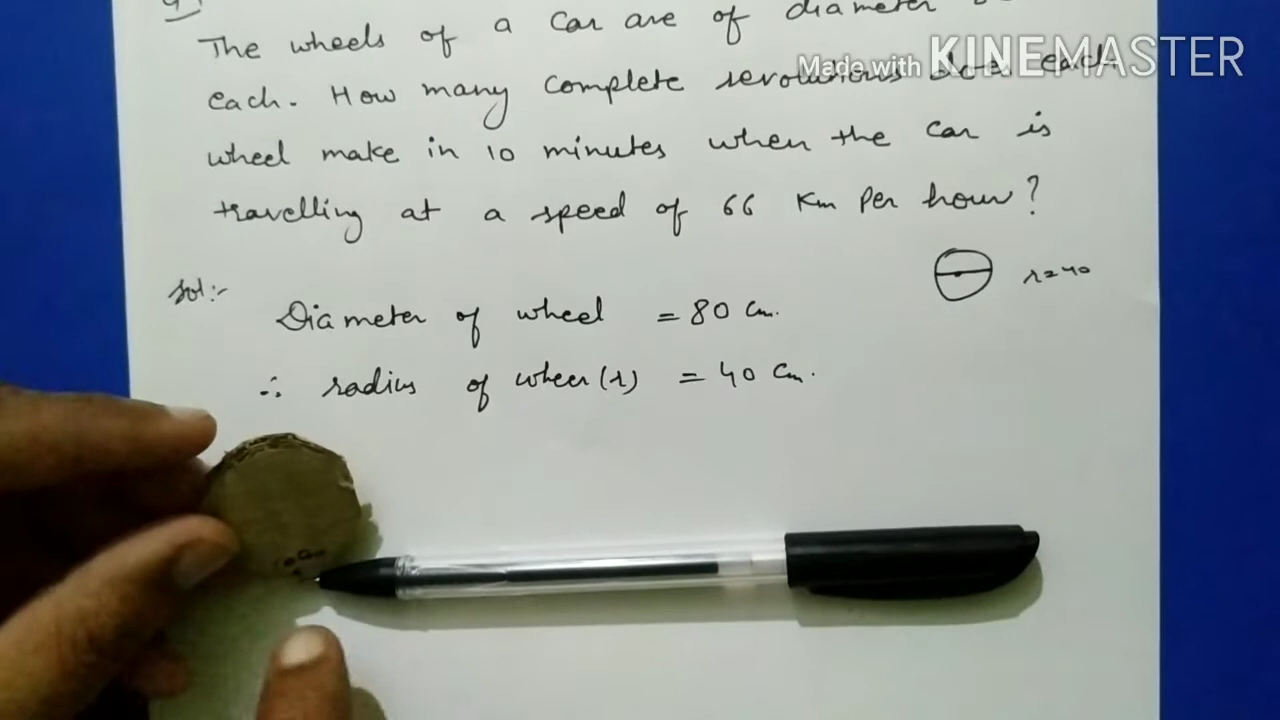 The wheels of a car are of diameter
Made with KINEMASTER
each. How many complete revolutions does each
wheel make in 10 minutes when the car is
travelling at a speed of 66 Km Per hour?
Sol:-
r=40
Diameter of wheel = 80 Cm.
∴ radius of wheel (r) = 40 Cm.